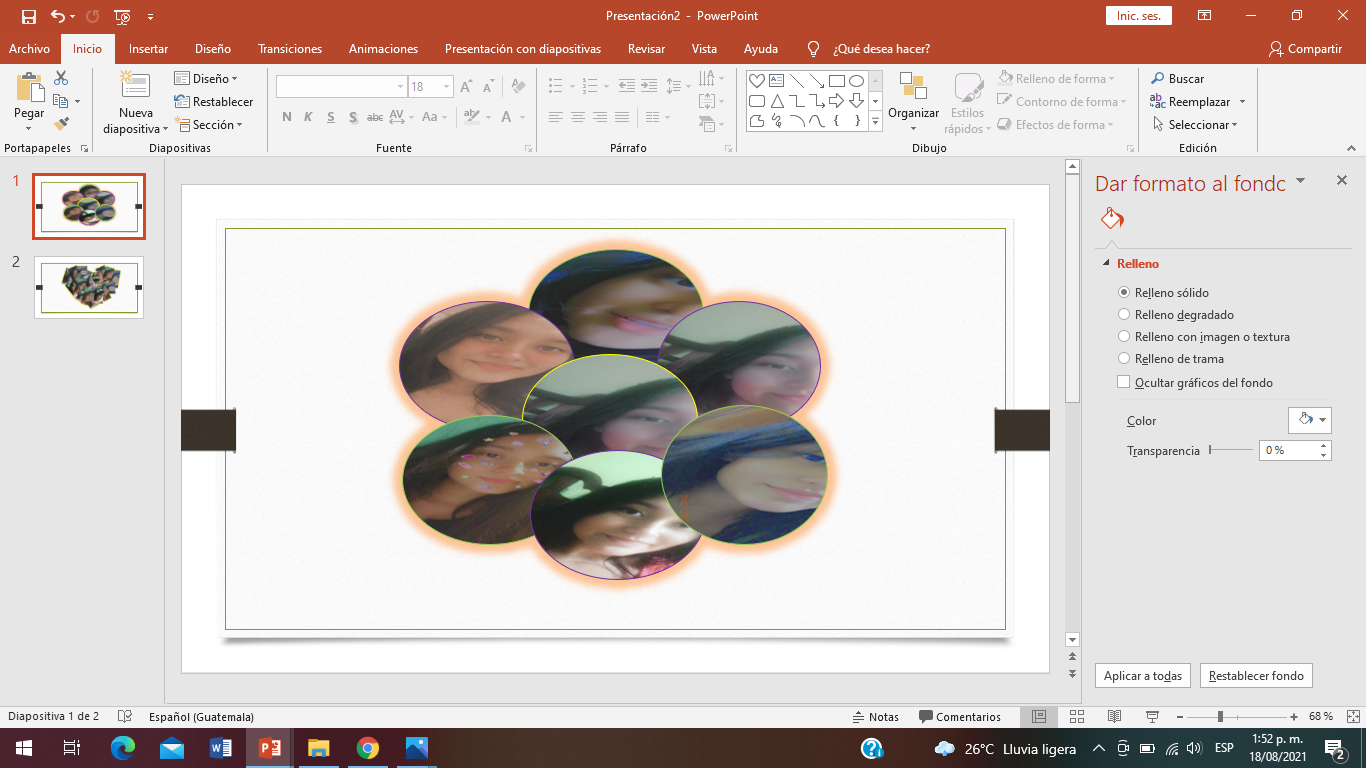 Presentación2 - PowerPoint
Inic. ses.
Archivo Inicio Insertar Diseño Transiciones Animaciones Presentación con diapositivas Revisar Vista Ayuda ¿Qué desea hacer? Compartir
Pegar
Nueva diapositiva
Diseño
Restablecer
Sección
18
N K S S abc AV Aa A
Organizar
Estilos rápidos
Relleno de forma
Contorno de forma
Efectos de forma
Buscar
Reemplazar
Seleccionar
Portapapeles Diapositivas Fuente Párrafo Dibujo Edición
1
2
Dar formato al fondo
Relleno
Relleno sólido
Relleno degradado
Relleno con imagen o textura
Relleno de trama
Ocultar gráficos del fondo
Color
Transparencia 0 %
Aplicar a todas Restablecer fondo
Diapositiva 1 de 2 Español (Guatemala) Notas Comentarios 68 %
26°C Lluvia ligera ESP 1:52 p. m.
18/08/2021 2